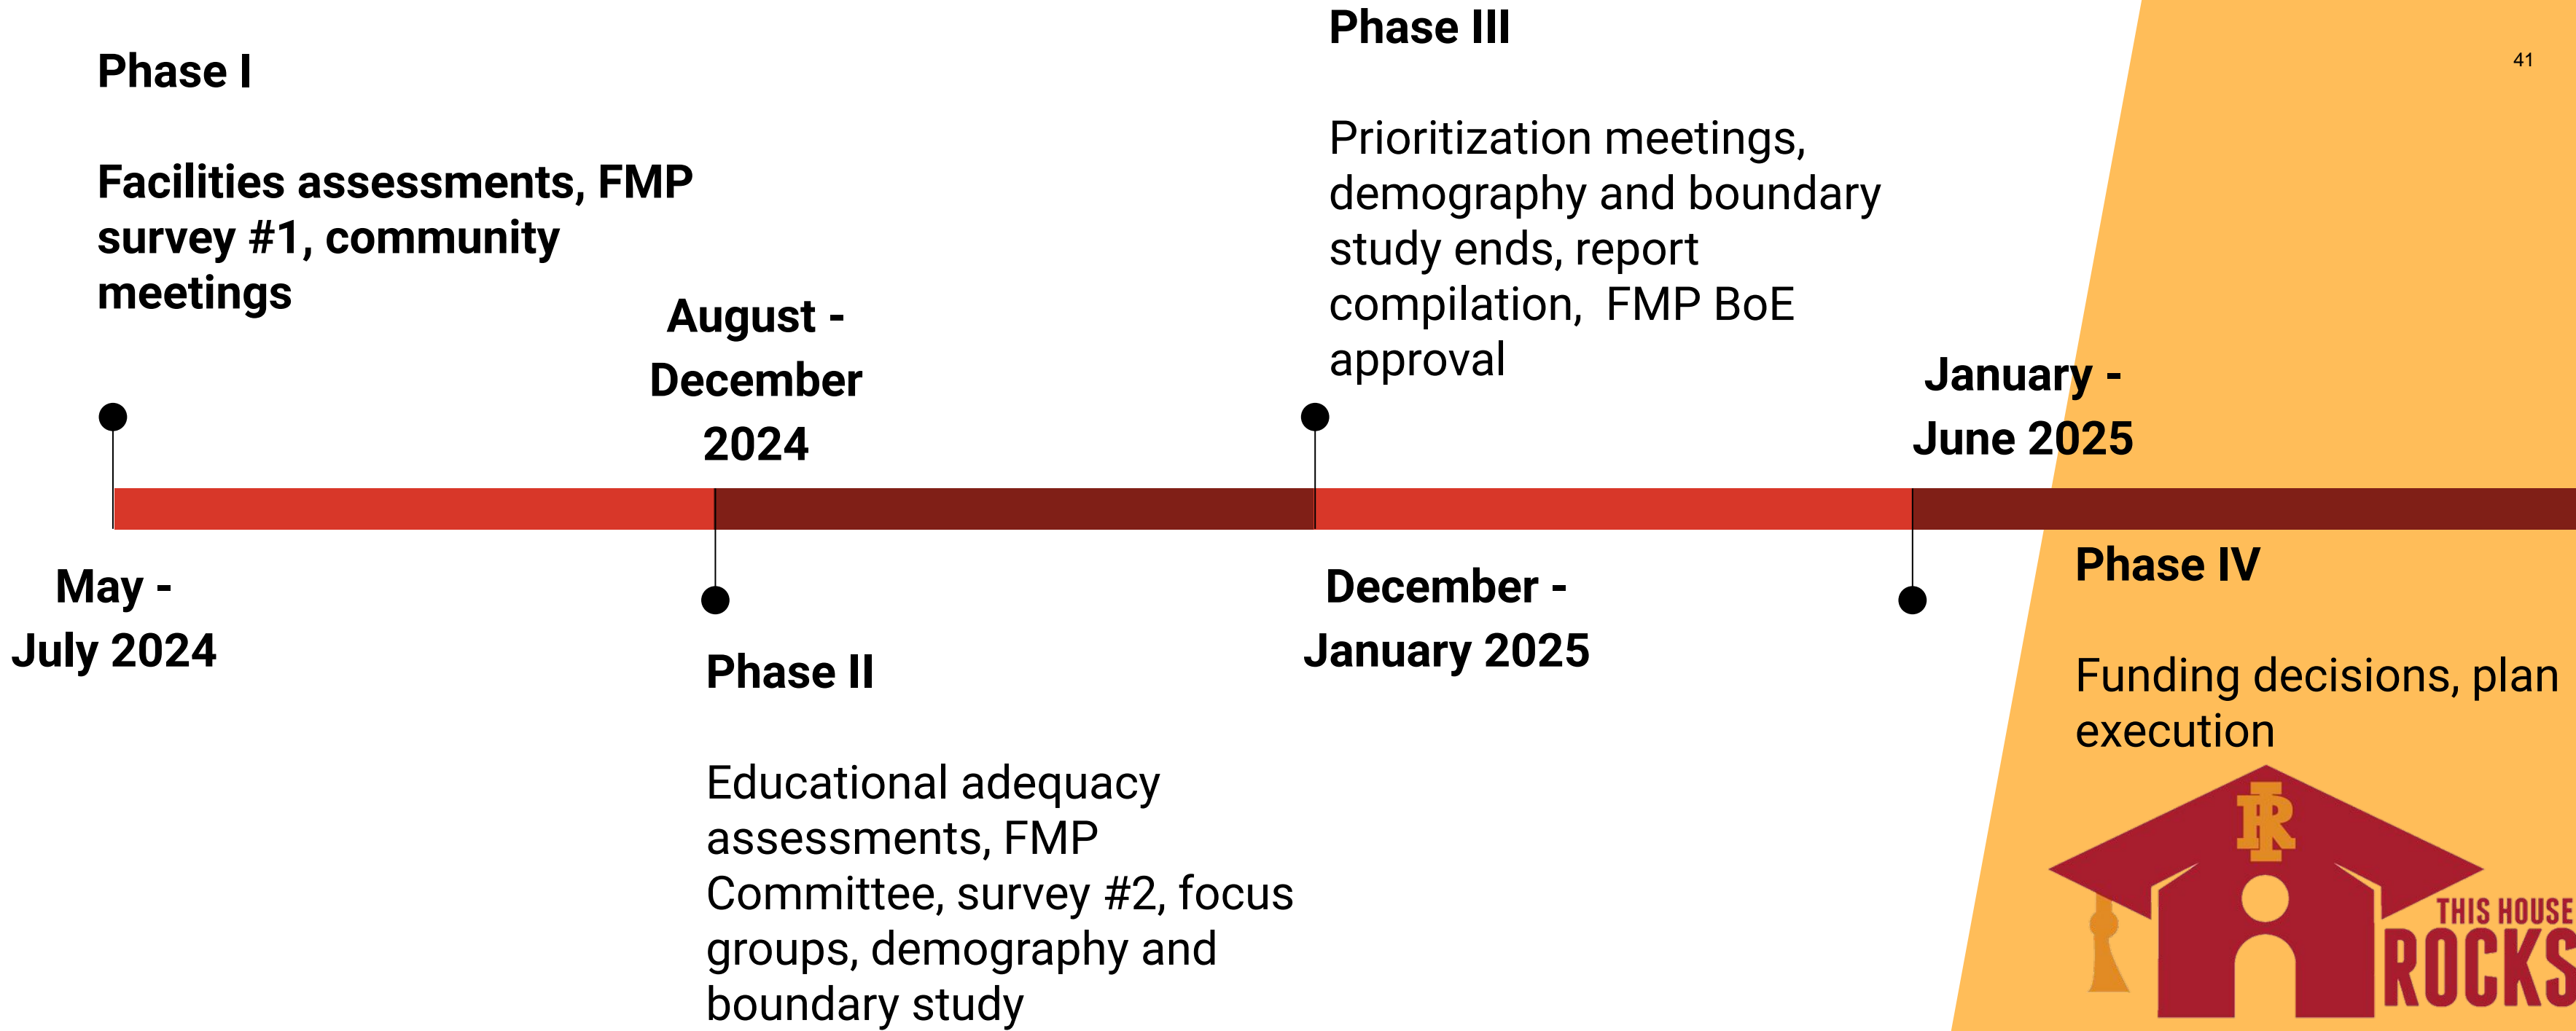 41
Phase I
Facilities assessments, FMP
survey #1, community
meetings
May -
July 2024
August -
December
2024
Phase II
Educational adequacy
assessments, FMP
Committee, survey #2, focus
groups, demography and
boundary study
Phase III
Prioritization meetings,
demography and boundary
study ends, report
compilation,  FMP BoE
approval
December -
January 2025
January -
June 2025
Phase IV
Funding decisions, plan
execution
IR
THIS HOUSE
ROCKS